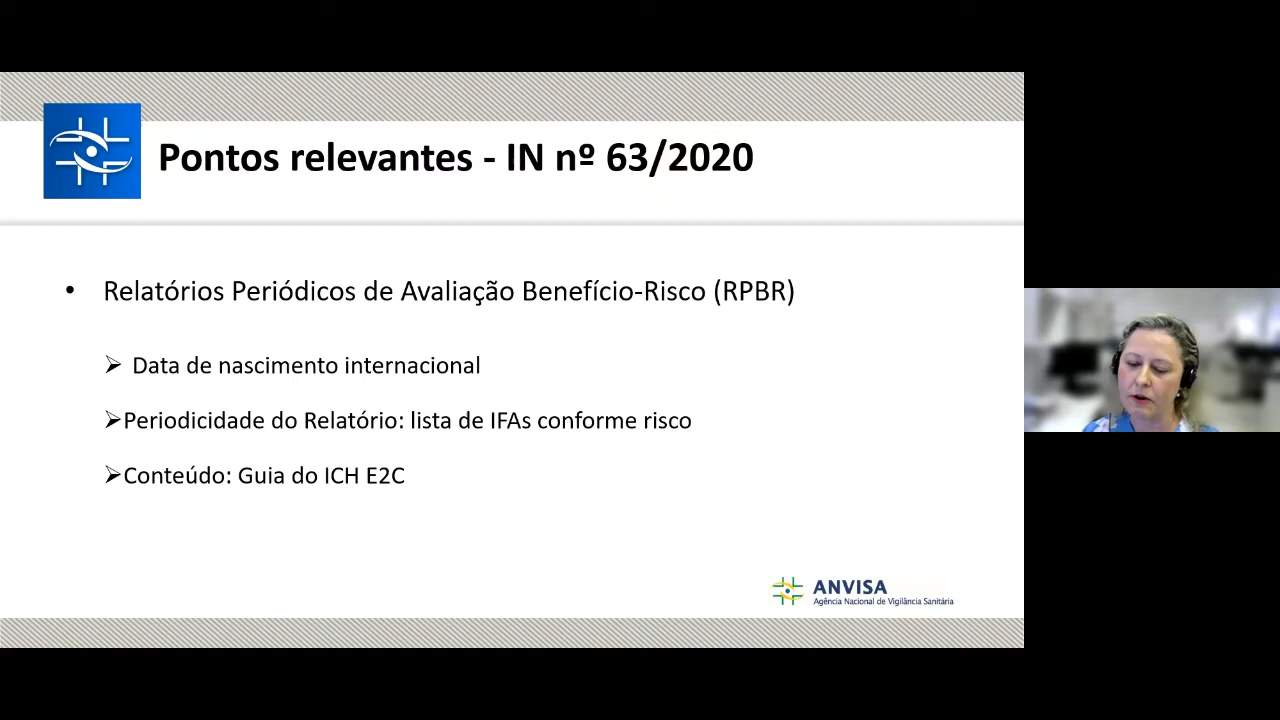 Pontos relevantes - IN nº 63/2020
• Relatórios Periódicos de Avaliação Benefício-Risco (RPBR)
➢ Data de nascimento internacional
➢Periodicidade do Relatório: lista de IFAs conforme risco
➢Conteúdo: Guia do ICH E2C
ANVISA
Agência Nacional de Vigilância Sanitária